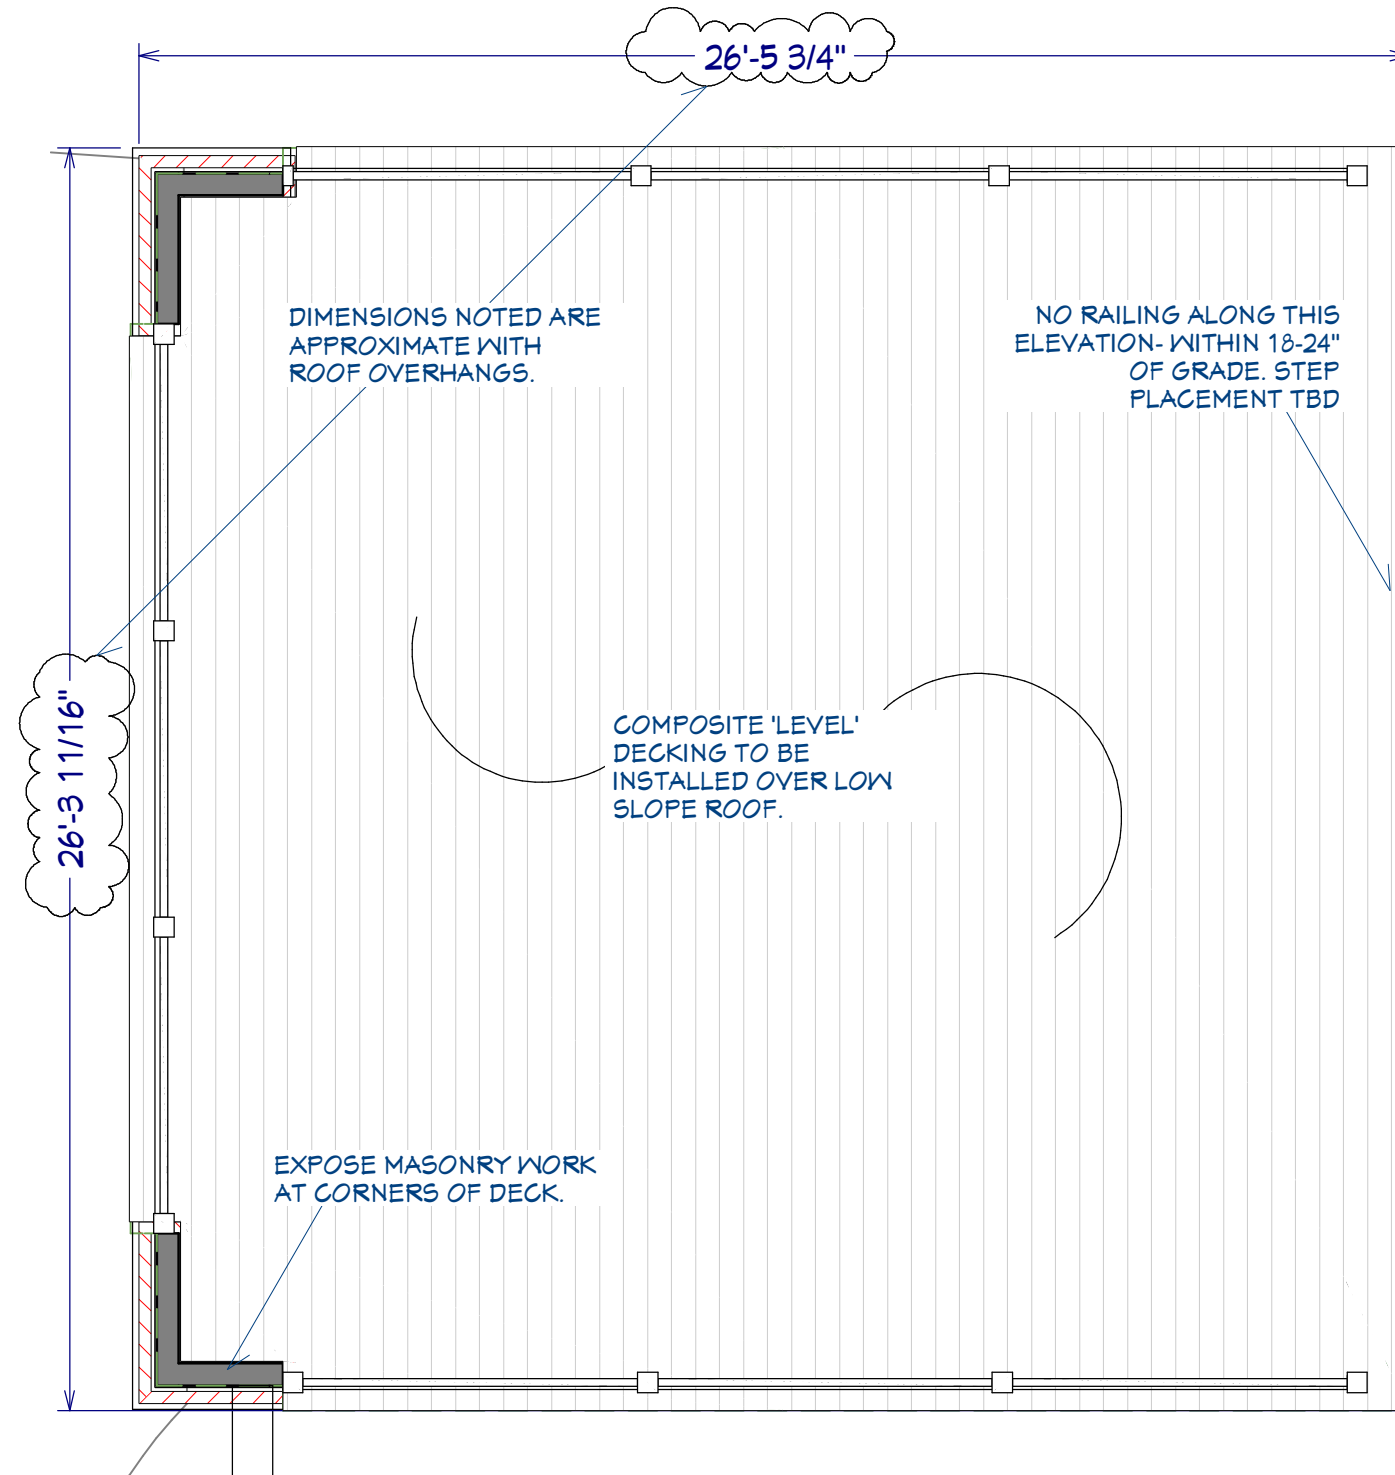 26'-5 3/4"
DIMENSIONS NOTED ARE
APPROXIMATE WITH
ROOF OVERHANGS.
NO RAILING ALONG THIS
ELEVATION- WITHIN 18-24"
OF GRADE. STEP
PLACEMENT TBD
26'-3 11/16"
COMPOSITE 'LEVEL'
DECKING TO BE
INSTALLED OVER LOW
SLOPE ROOF.
EXPOSE MASONRY WORK
AT CORNERS OF DECK.